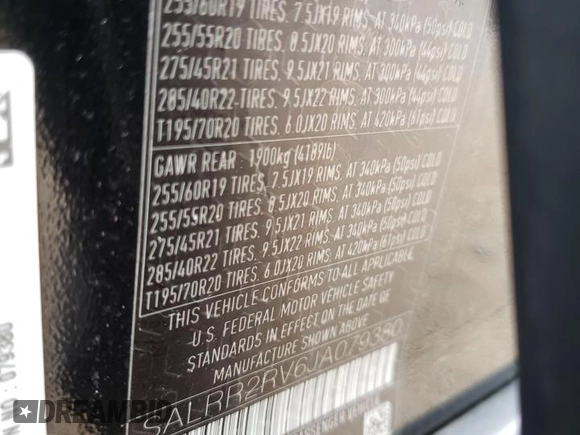 255/60R19 TIRES, 7.5JX19 RIMS, AT 340kPa (50psi) COLD
255/55R20 TIRES, 8.5JX20 RIMS, AT 300kPa (44psi) COLD
275/45R21 TIRES, 9.5JX21 RIMS, AT 300kPa (44psi) COLD
285/40R22-TIRES, 9.5JX22 RIMS, AT 300kPa (44psi) COLD
T195/70R20 TIRES, 6.0JX20 RIMS, AT 420kPa (61psi) COLD
GAWR REAR : 1900kg (4189lb)
255/60R19 TIRES, 7.5JX19 RIMS, AT 340kPa (50psi) COLD
255/55R20 TIRES, 8.5JX20 RIMS, AT 340kPa (50psi) COLD
275/45R21 TIRES, 9.5JX21 RIMS, AT 340kPa (50psi) COLD
285/40R22 TIRES, 9.5JX22 RIMS, AT 340kPa (50psi) COLD
T195/70R20 TIRES, 6.0JX20 RIMS, AT 420kPa (61psi) COLD
THIS VEHICLE CONFORMS TO ALL APPLICABLE
U.S. FEDERAL MOTOR VEHICLE SAFETY
STANDARDS IN EFFECT ON THE DATE OF
MANUFACTURE
SALRR2RV6JA079380
PASSENGER VEHICLE
N NO: 079380
DREAMBID